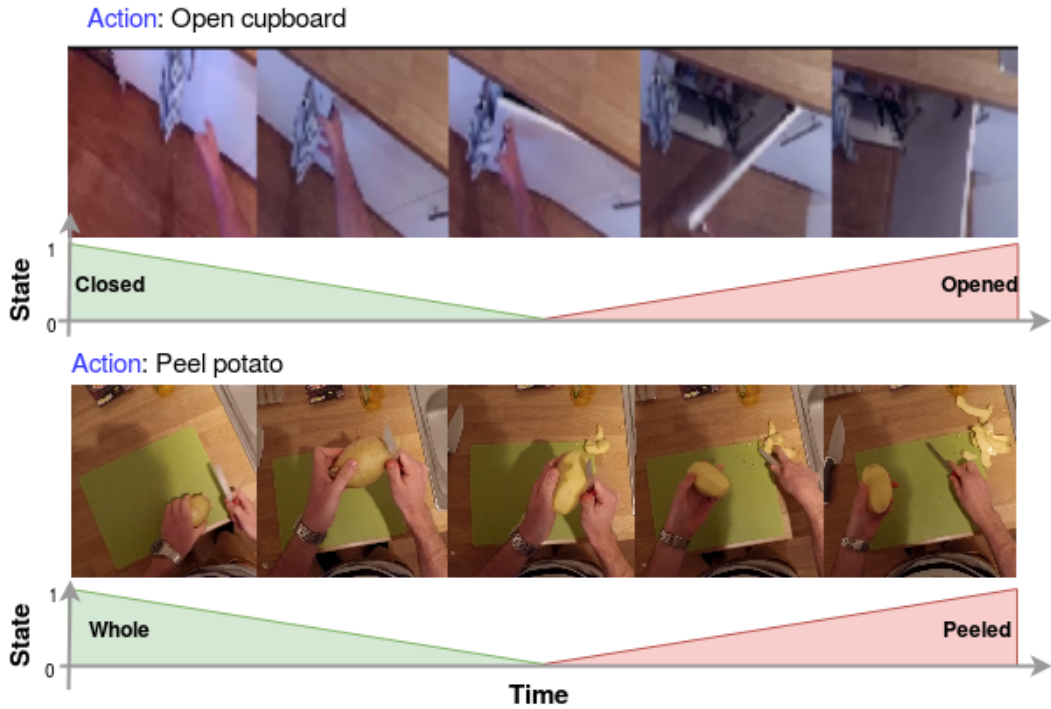 Action: Open cupboard
1
State
Closed
Opened
0
Action: Peel potato
1
State
Whole
Peeled
0
Time